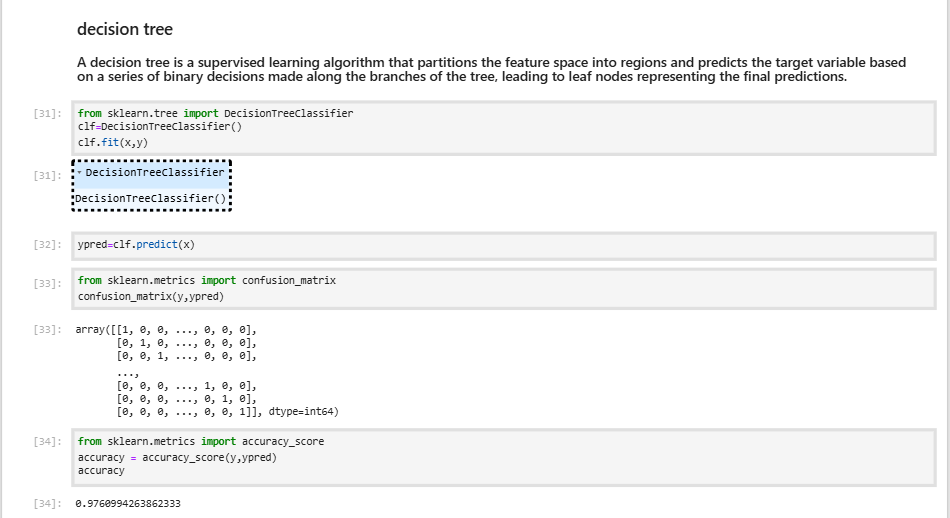 decision tree
A decision tree is a supervised learning algorithm that partitions the feature space into regions and predicts the target variable based
on a series of binary decisions made along the branches of the tree, leading to leaf nodes representing the final predictions.
[31]: from sklearn.tree import DecisionTreeClassifier
clf=DecisionTreeClassifier()
clf.fit(x,y)
[31]: ▾ DecisionTreeClassifier
DecisionTreeClassifier()
[32]: ypred=clf.predict(x)
[33]: from sklearn.metrics import confusion_matrix
confusion_matrix(y,ypred)
[33]: array([[1, 0, 0, ..., 0, 0, 0],
[0, 1, 0, ..., 0, 0, 0],
[0, 0, 1, ..., 0, 0, 0],
...,
[0, 0, 0, ..., 1, 0, 0],
[0, 0, 0, ..., 0, 1, 0],
[0, 0, 0, ..., 0, 0, 1]], dtype=int64)
[34]: from sklearn.metrics import accuracy_score
accuracy = accuracy_score(y,ypred)
accuracy
[34]: 0.9760994263862333